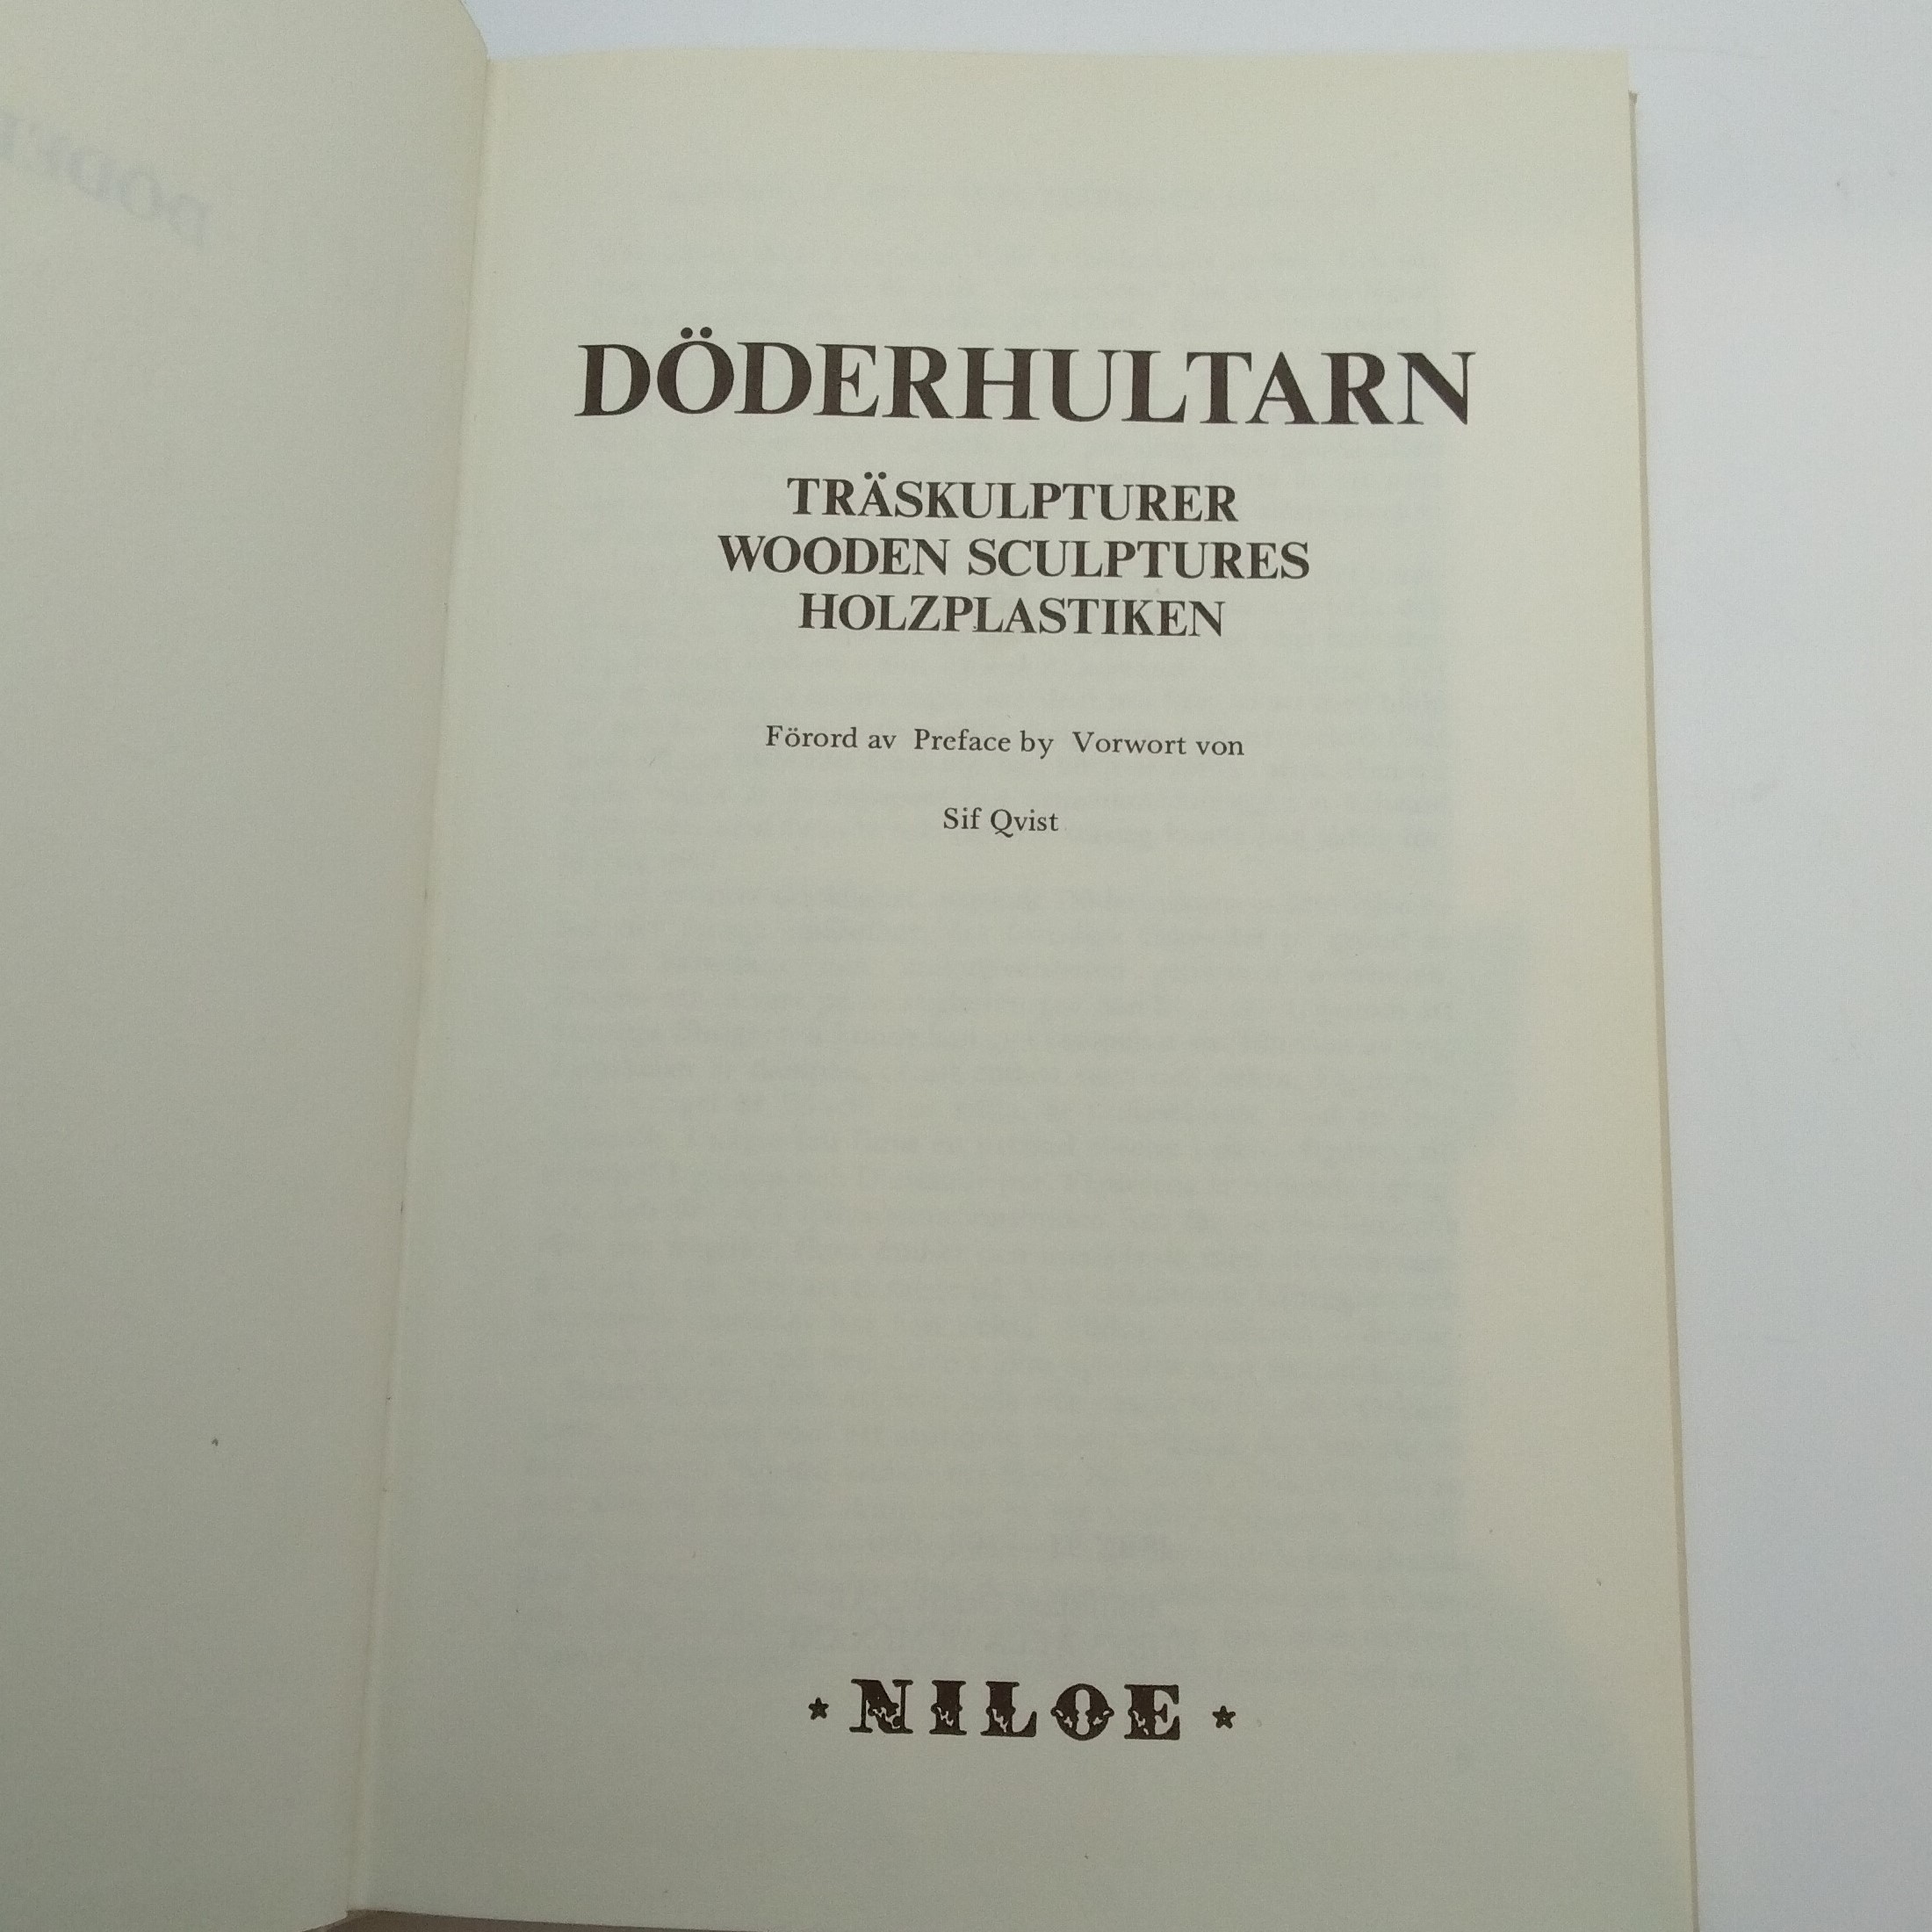 DÖDERHULTARN
TRÄSKULPTURER
WOODEN SCULPTURES
HOLZPLASTIKEN
Förord av Preface by Vorwort von
Sif Qvist
* NILOE *